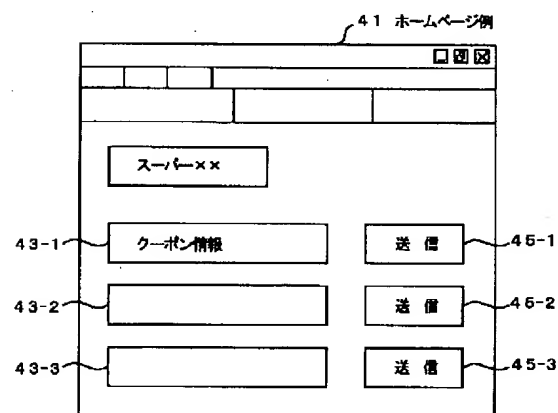 41 ホームページ例
スーパー××
43-1 クーポン情報 送信 45-1
43-2 送信 45-2
43-3 送信 45-3